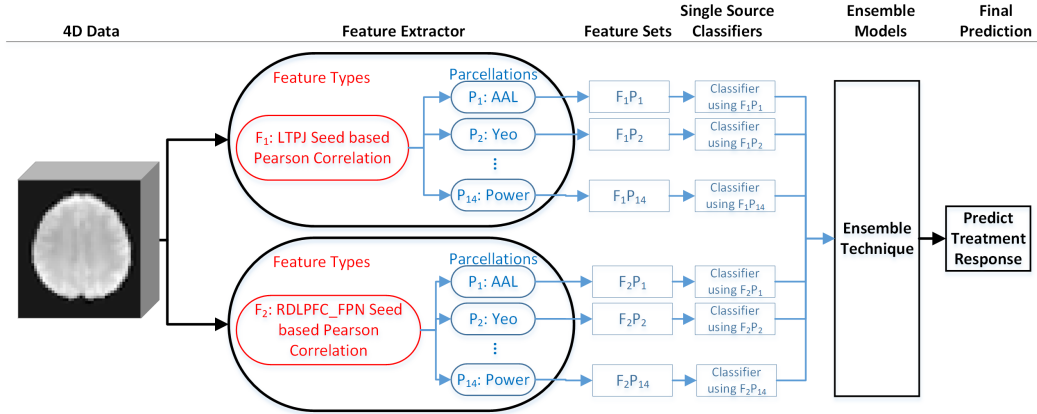 4D Data
Feature Extractor
Feature Sets
Single Source
Classifiers
Ensemble
Models
Final
Prediction
Feature Types
Parcellations
F₁: LTPJ Seed based
Pearson Correlation
P₁: AAL
P₂: Yeo
⋮
P₁₄: Power
F₁P₁
F₁P₂
F₁P₁₄
Classifier
using F₁P₁
Classifier
using F₁P₂
Classifier
using F₁P₁₄
Feature Types
Parcellations
F₂: RDLPFC_FPN Seed
based Pearson
Correlation
P₁: AAL
P₂: Yeo
⋮
P₁₄: Power
F₂P₁
F₂P₂
F₂P₁₄
Classifier
using F₂P₁
Classifier
using F₂P₂
Classifier
using F₂P₁₄
Ensemble
Technique
Predict
Treatment
Response